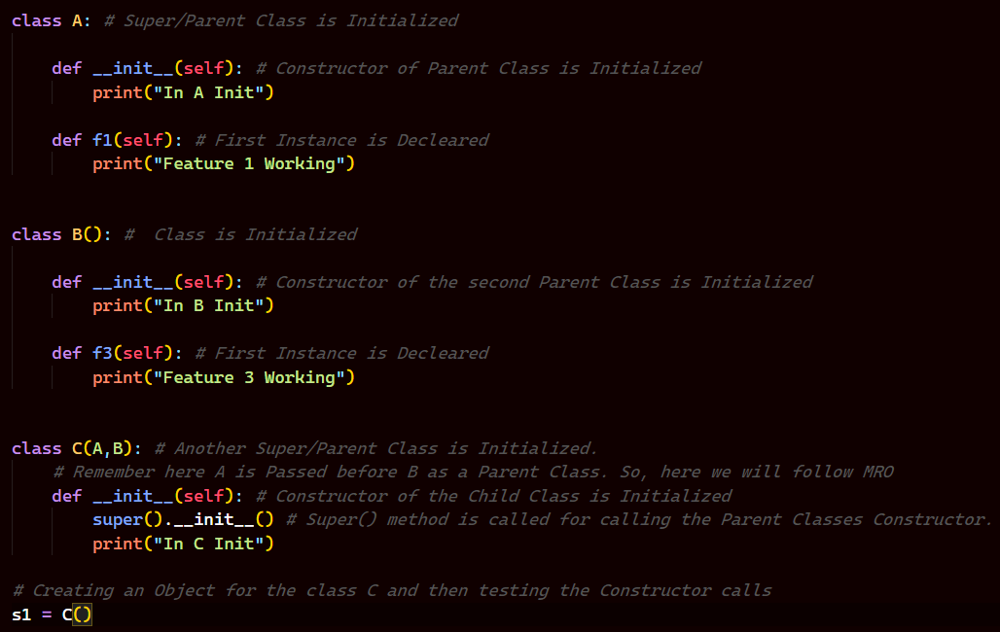 class A: # Super/Parent Class is Initialized
def __init__(self): # Constructor of Parent Class is Initialized
print("In A Init")
def f1(self): # First Instance is Decleared
print("Feature 1 Working")
class B(): #  Class is Initialized
def __init__(self): # Constructor of the second Parent Class is Initialized
print("In B Init")
def f3(self): # First Instance is Decleared
print("Feature 3 Working")
class C(A,B): # Another Super/Parent Class is Initialized.
# Remember here A is Passed before B as a Parent Class. So, here we will follow MRO
def __init__(self): # Constructor of the Child Class is Initialized
super().__init__() # Super() method is called for calling the Parent Classes Constructor.
print("In C Init")
# Creating an Object for the class C and then testing the Constructor calls
s1 = C()